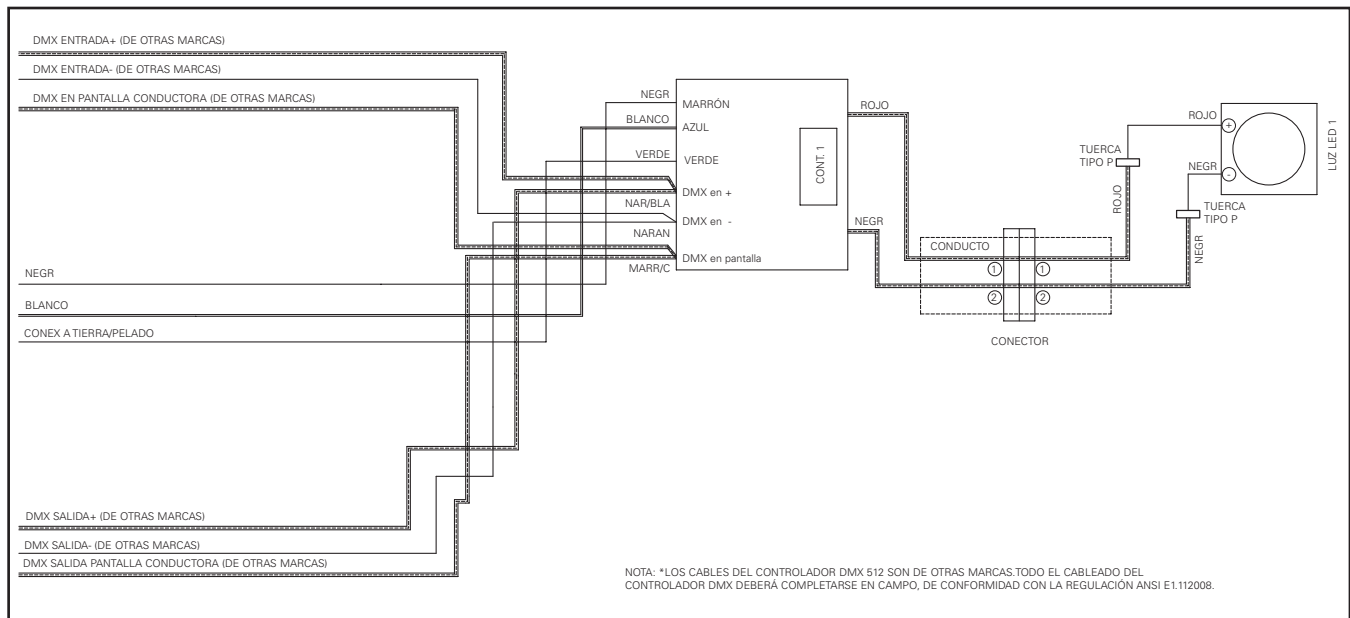 DMX ENTRADA+ (DE OTRAS MARCAS)
DMX ENTRADA- (DE OTRAS MARCAS)
DMX EN PANTALLA CONDUCTORA (DE OTRAS MARCAS)
NEGR
BLANCO
CONEX A TIERRA/PELADO
DMX SALIDA+ (DE OTRAS MARCAS)
DMX SALIDA- (DE OTRAS MARCAS)
DMX SALIDA PANTALLA CONDUCTORA (DE OTRAS MARCAS)
NEGR
BLANCO
VERDE
NAR/BLA
NARAN
MARR/C
MARRÓN
AZUL
VERDE
DMX en +
DMX en -
DMX en pantalla
CONT. 1
ROJO
NEGR
CONDUCTO
1
1
2
2
CONECTOR
TUERCA
TIPO P
ROJO
ROJO
NEGR
+
-
TUERCA
TIPO P
NEGR
LUZ LED 1
NOTA: *LOS CABLES DEL CONTROLADOR DMX 512 SON DE OTRAS MARCAS.TODO EL CABLEADO DEL
CONTROLADOR DMX DEBERÁ COMPLETARSE EN CAMPO, DE CONFORMIDAD CON LA REGULACIÓN ANSI E1.112008.